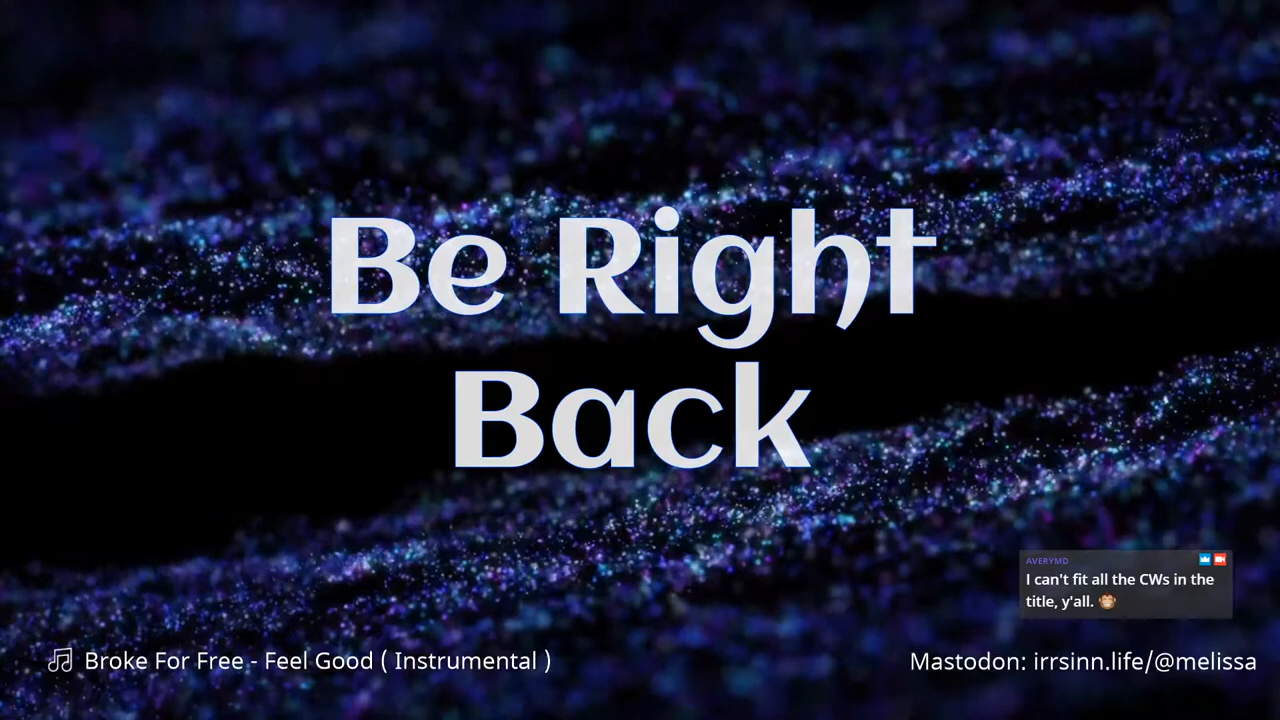 Be Right
Back
AVERYMD
I can't fit all the CWs in the
title, y'all. 🐵
Broke For Free - Feel Good ( Instrumental )
Mastodon: irrsinn.life/@melissa